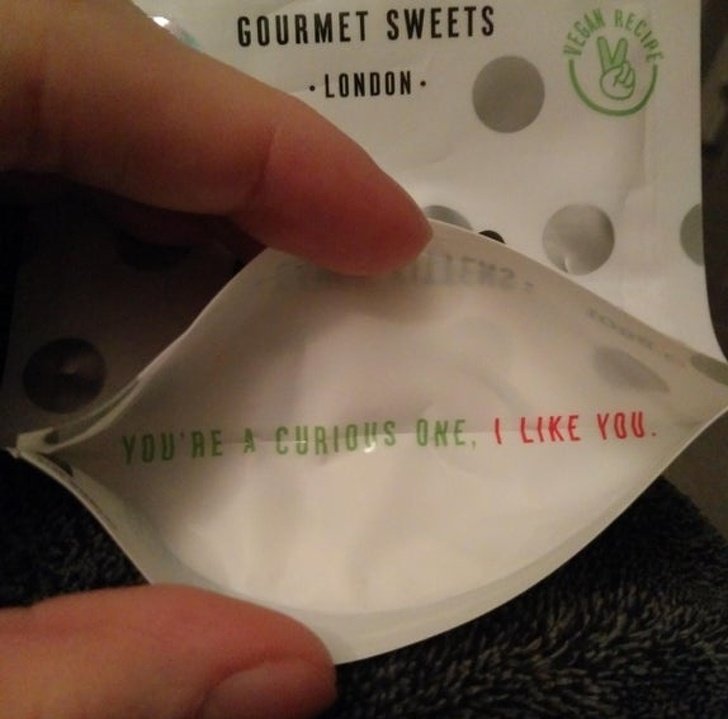 GOURMET SWEETS
· LONDON ·
VEGAN RECIPE
YOU'RE A CURIOUS ONE, I LIKE YOU.